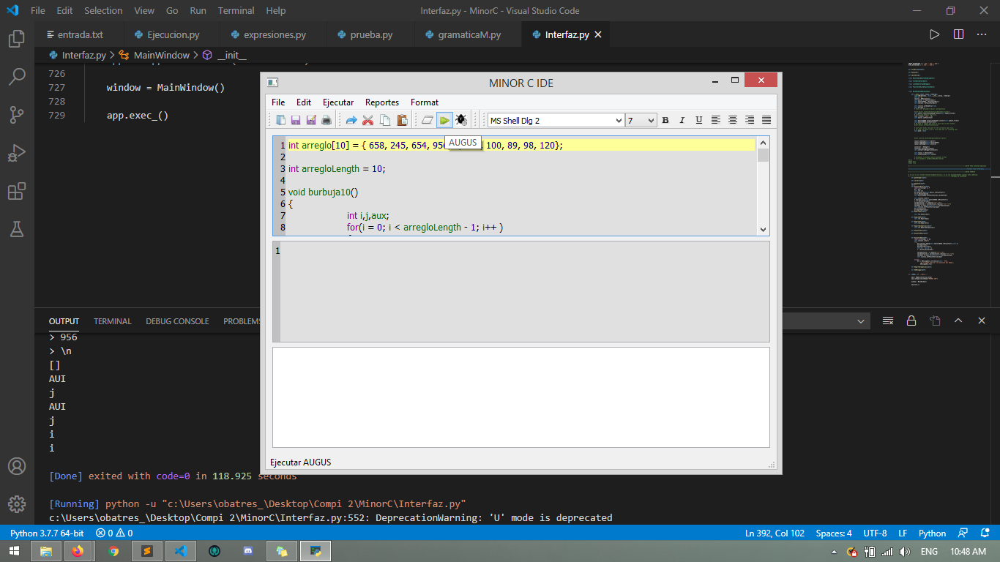 File Edit Selection View Go Run Terminal Help Interfaz.py - MinorC - Visual Studio Code
entrada.txt Ejecucion.py expresiones.py prueba.py gramaticaM.py Interfaz.py
Interfaz.py > MainWindow > __init__
726
727 window = MainWindow()
728
729 app.exec_()
MINOR C IDE
File Edit Ejecutar Reportes Format
MS Shell Dlg 2 7 B I U
AUGUS
1 int arreglo[10] = { 658, 245, 654, 956, 100, 89, 98, 120};
2
3 int arregloLength = 10;
4
5 void burbuja10()
6 {
7 int i,j,aux;
8 for(i = 0; i < arregloLength - 1; i++ )
1
Ejecutar AUGUS
OUTPUT TERMINAL DEBUG CONSOLE PROBLEMS
> 956
> \n
[]
AUI
j
AUI
j
i
i
[Done] exited with code=0 in 118.925 seconds
[Running] python -u "c:\Users\obatres_\Desktop\Compi 2\MinorC\Interfaz.py"
c:\Users\obatres_\Desktop\Compi 2\MinorC\Interfaz.py:552: DeprecationWarning: 'U' mode is deprecated
Python 3.7.7 64-bit 0 0 Ln 392, Col 102 Spaces: 4 UTF-8 LF Python
ENG 10:48 AM